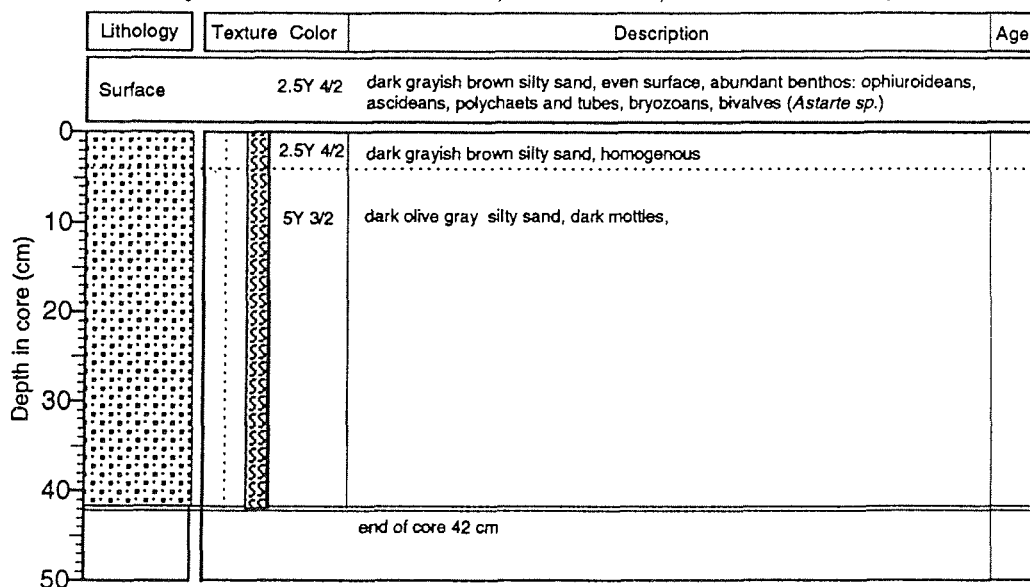 Lithology Texture Color Description Age
Surface 2.5Y 4/2 dark grayish brown silty sand, even surface, abundant benthos: ophiuroideans,
ascideans, polychaets and tubes, bryozoans, bivalves (Astarte sp.)
0
2.5Y 4/2 dark grayish brown silty sand, homogenous
10 5Y 3/2 dark olive gray silty sand, dark mottles,
Depth in core (cm)
20
30
40
end of core 42 cm
50